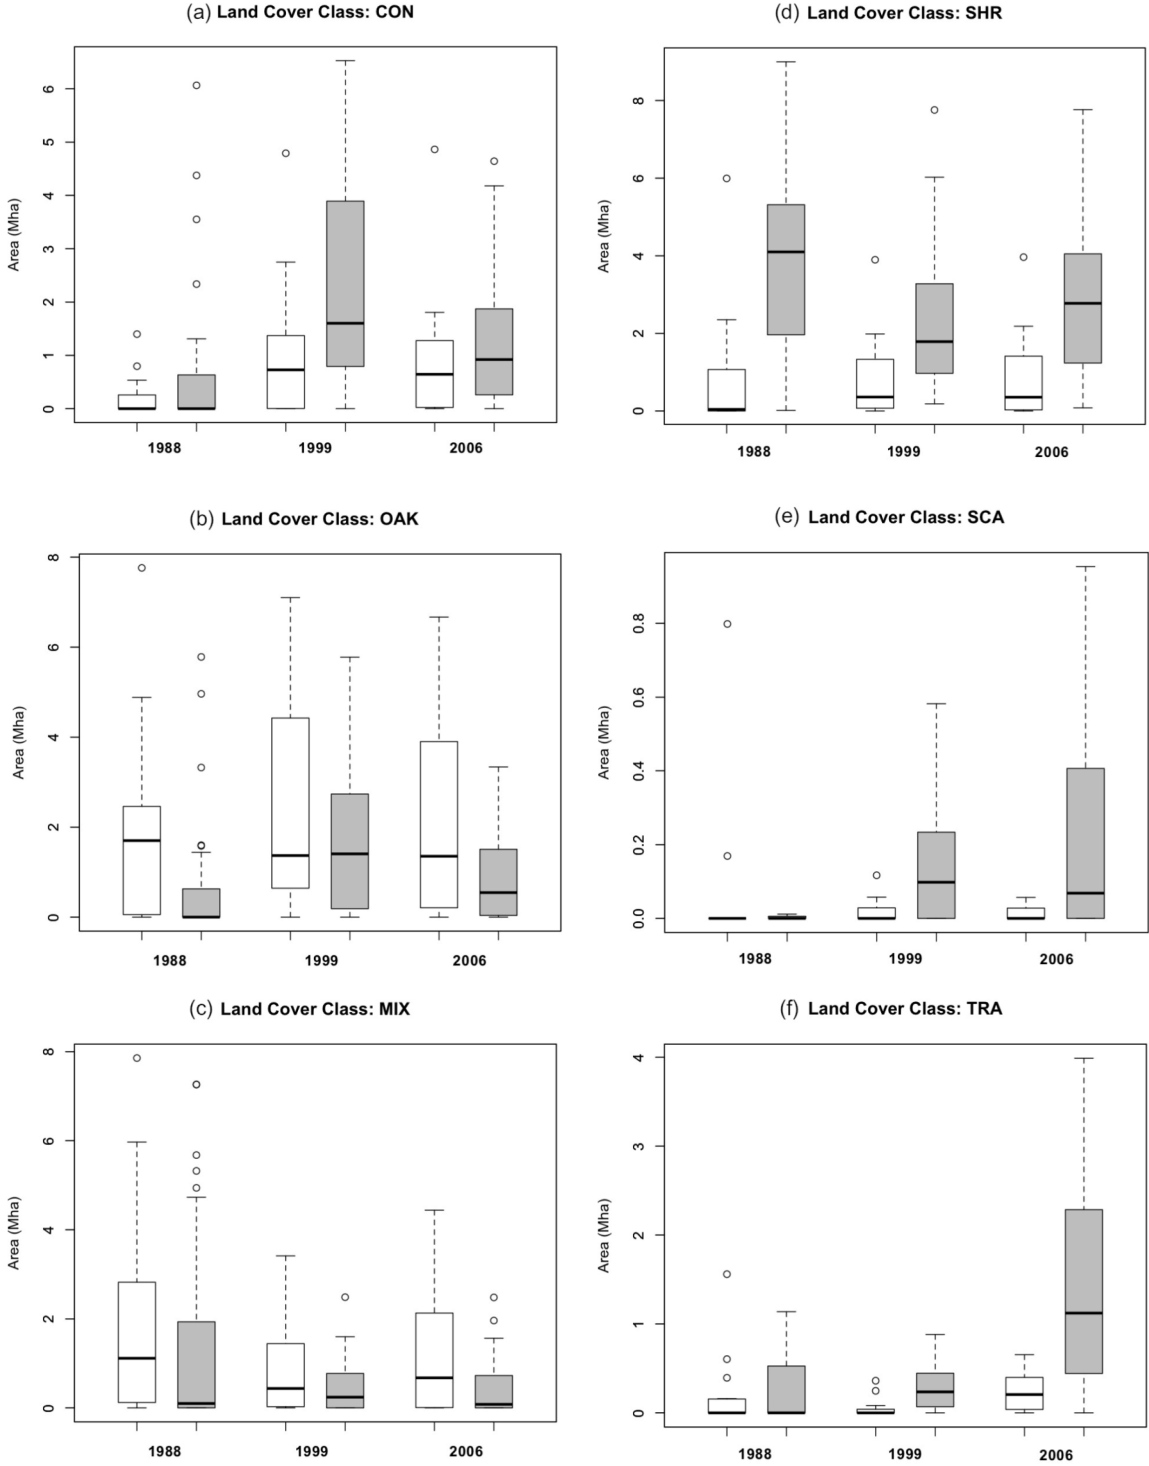 (a) Land Cover Class: CON
6
5
4
3
2
1
0
Area (Mha)
1988 1999 2006
(d) Land Cover Class: SHR
8
6
4
2
0
Area (Mha)
1988 1999 2006
(b) Land Cover Class: OAK
8
6
4
2
0
Area (Mha)
1988 1999 2006
(e) Land Cover Class: SCA
0.8
0.6
0.4
0.2
0.0
Area (Mha)
1988 1999 2006
(c) Land Cover Class: MIX
8
6
4
2
0
Area (Mha)
1988 1999 2006
(f) Land Cover Class: TRA
4
3
2
1
0
Area (Mha)
1988 1999 2006